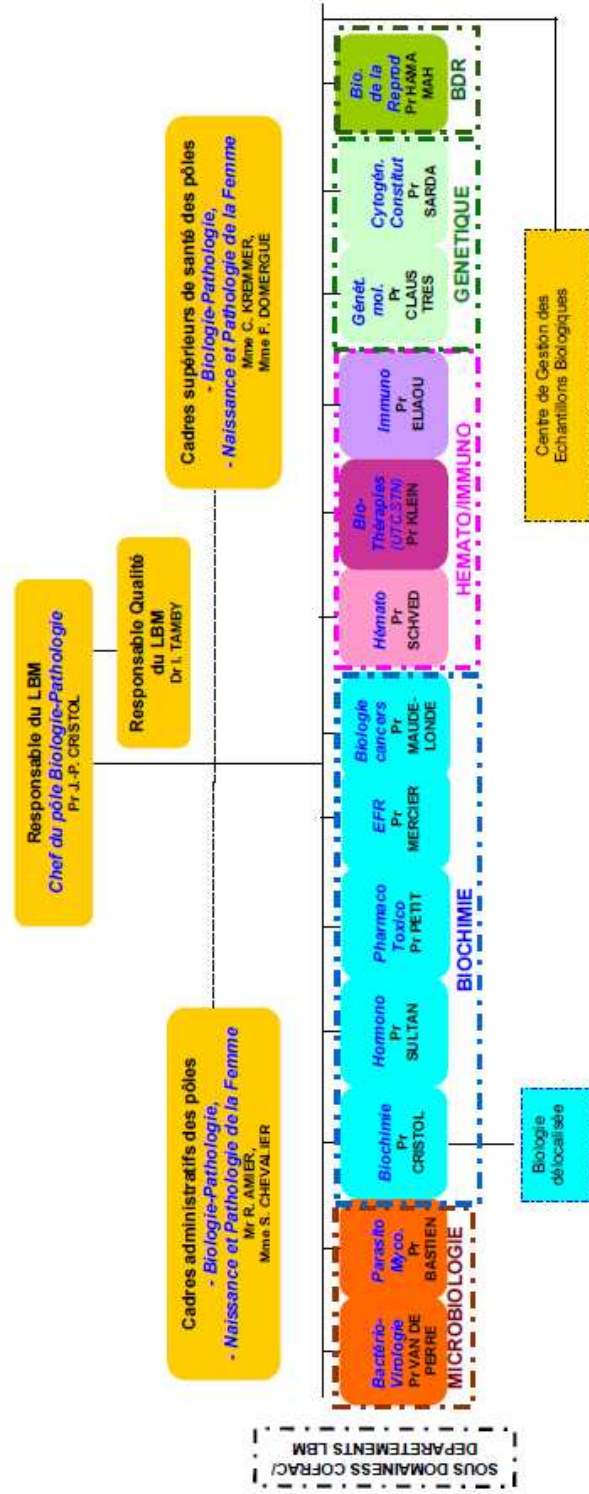 Responsable du LBM
Chef du pôle Biologie-Pathologie
Pr J.-P. CRISTOL
Responsable Qualité
du LBM
Dr I. TAMBY
Cadres administratifs des pôles
- Biologie-Pathologie,
- Naissance et Pathologie de la Femme
Mr R. AMIER,
Mme S. CHEVALIER
Cadres supérieurs de santé des pôles
- Biologie-Pathologie,
- Naissance et Pathologie de la Femme
Mme C. KREMMER,
Mme F. DOMERGUE
SOUS DOMAINESS COFRAC/
DEPARETEMENTS LBM
Bactério-
Virologie
Pr VAN DE
PERRE
Parasito
Myco.
Pr
BASTIEN
MICROBIOLOGIE
Biochimie
Pr
CRISTOL
Hormono
Pr
SULTAN
Pharmaco
Toxico
Pr PETIT
EFR
Pr
MERCIER
Biologie
cancers
Pr
MAUDE-
LONDE
BIOCHIMIE
Hémato
Pr
SCHVED
Bio-
Thérapies
(UTC,STN)
Pr KLEIN
Immuno
Pr
ELIAOU
HEMATO/IMMUNO
Génét.
mol.
Pr
CLAUS
TRES
Cytogén.
Constitut
Pr
SARDA
GENETIQUE
Bio.
de la
Reprod
Pr HAMA
MAH
BDR
Biologie
délocalisée
Centre de Gestion des
Echantillons Biologiques